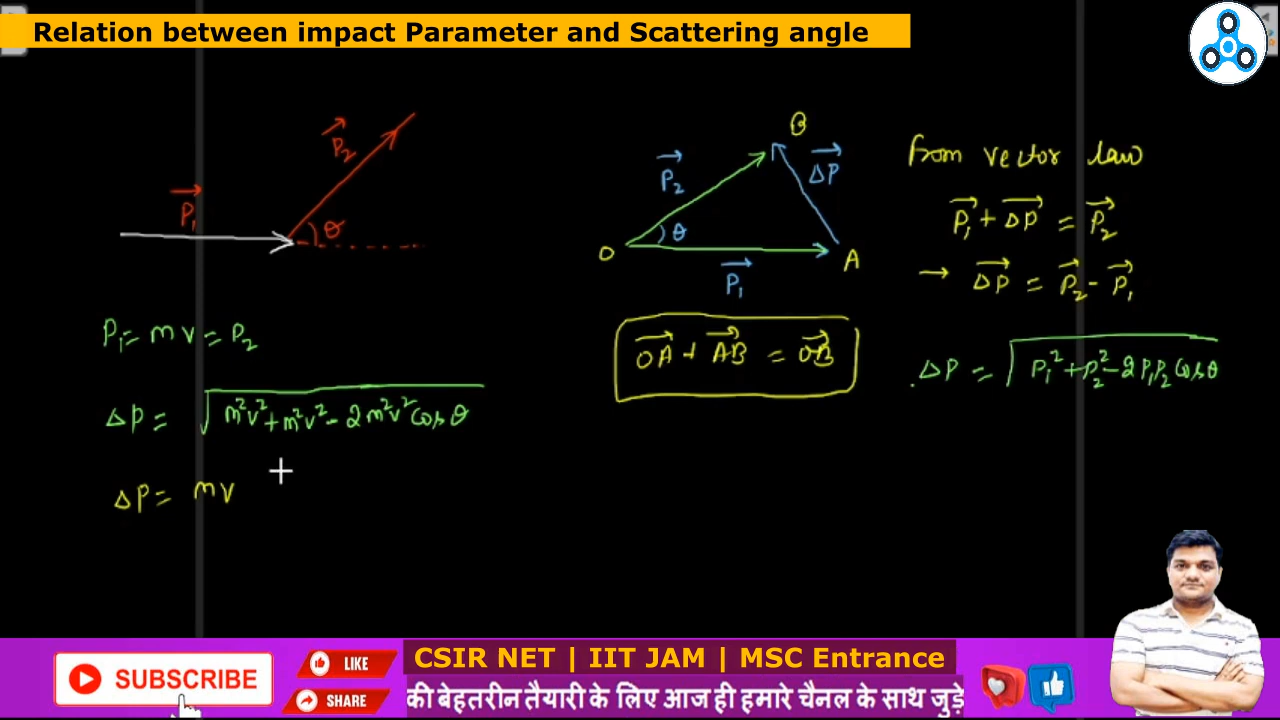 Relation between impact Parameter and Scattering angle
P₂
P₁
θ
B
P₂
ΔP
θ
O
A
P₁
from vector law
P₁ + ΔP = P₂
→ ΔP = P₂ - P₁
OA + AB = OB
P₁ = mv = P₂
ΔP = √P₁² + P₂² - 2P₁P₂ cosθ
ΔP = √m²v² + m²v² - 2m²v² cosθ
ΔP = mv
SUBSCRIBE
LIKE
SHARE
CSIR NET | IIT JAM | MSC Entrance
की बेहतरीन तैयारी के लिए आज ही हमारे चैनल के साथ जुड़े